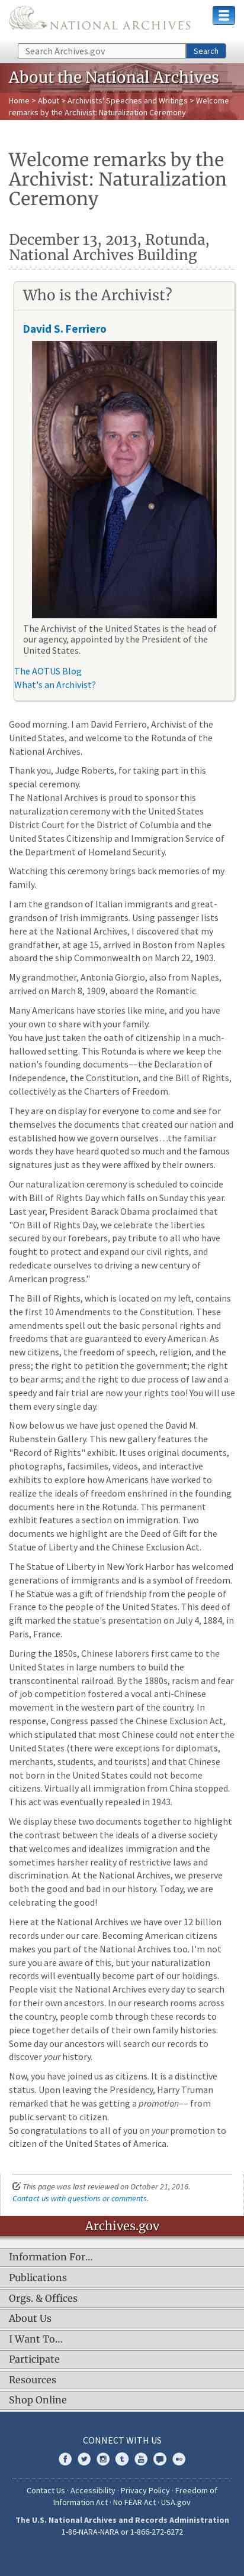 NATIONAL ARCHIVES
Search Archives.gov
Search
About the National Archives
Home > About > Archivists' Speeches and Writings > Welcome
remarks by the Archivist: Naturalization Ceremony
Welcome remarks by the
Archivist: Naturalization
Ceremony
December 13, 2013, Rotunda,
National Archives Building
Who is the Archivist?
David S. Ferriero
The Archivist of the United States is the head of
our agency, appointed by the President of the
United States.
The AOTUS Blog
What's an Archivist?
Good morning. I am David Ferriero, Archivist of the
United States, and welcome to the Rotunda of the
National Archives.
Thank you, Judge Roberts, for taking part in this
special ceremony.
The National Archives is proud to sponsor this
naturalization ceremony with the United States
District Court for the District of Columbia and the
United States Citizenship and Immigration Service of
the Department of Homeland Security.
Watching this ceremony brings back memories of my
family.
I am the grandson of Italian immigrants and great-
grandson of Irish immigrants. Using passenger lists
here at the National Archives, I discovered that my
grandfather, at age 15, arrived in Boston from Naples
aboard the ship Commonwealth on March 22, 1903.
My grandmother, Antonia Giorgio, also from Naples,
arrived on March 8, 1909, aboard the Romantic.
Many Americans have stories like mine, and you have
your own to share with your family.
You have just taken the oath of citizenship in a much-
hallowed setting. This Rotunda is where we keep the
nation's founding documents––the Declaration of
Independence, the Constitution, and the Bill of Rights,
collectively as the Charters of Freedom.
They are on display for everyone to come and see for
themselves the documents that created our nation and
established how we govern ourselves…the familiar
words they have heard quoted so much and the famous
signatures just as they were affixed by their owners.
Our naturalization ceremony is scheduled to coincide
with Bill of Rights Day which falls on Sunday this year.
Last year, President Barack Obama proclaimed that
"On Bill of Rights Day, we celebrate the liberties
secured by our forebears, pay tribute to all who have
fought to protect and expand our civil rights, and
rededicate ourselves to driving a new century of
American progress."
The Bill of Rights, which is located on my left, contains
the first 10 Amendments to the Constitution. These
amendments spell out the basic personal rights and
freedoms that are guaranteed to every American. As
new citizens, the freedom of speech, religion, and the
press; the right to petition the government; the right
to bear arms; and the right to due process of law and a
speedy and fair trial are now your rights too! You will use
them every single day.
Now below us we have just opened the David M.
Rubenstein Gallery. This new gallery features the
"Record of Rights" exhibit. It uses original documents,
photographs, facsimiles, videos, and interactive
exhibits to explore how Americans have worked to
realize the ideals of freedom enshrined in the founding
documents here in the Rotunda. This permanent
exhibit features a section on immigration. Two
documents we highlight are the Deed of Gift for the
Statue of Liberty and the Chinese Exclusion Act.
The Statue of Liberty in New York Harbor has welcomed
generations of immigrants and is a symbol of freedom.
The Statue was a gift of friendship from the people of
France to the people of the United States. This deed of
gift marked the statue's presentation on July 4, 1884, in
Paris, France.
During the 1850s, Chinese laborers first came to the
United States in large numbers to build the
transcontinental railroad. By the 1880s, racism and fear
of job competition fostered a vocal anti-Chinese
movement in the western part of the country. In
response, Congress passed the Chinese Exclusion Act,
which stipulated that most Chinese could not enter the
United States (there were exceptions for diplomats,
merchants, students, and tourists) and that Chinese
not born in the United States could not become
citizens. Virtually all immigration from China stopped.
This act was eventually repealed in 1943.
We display these two documents together to highlight
the contrast between the ideals of a diverse society
that welcomes and idealizes immigration and the
sometimes harsher reality of restrictive laws and
discrimination. At the National Archives, we preserve
both the good and bad in our history. Today, we are
celebrating the good!
Here at the National Archives we have over 12 billion
records under our care. Becoming American citizens
makes you part of the National Archives too. I'm not
sure you are aware of this, but your naturalization
records will eventually become part of our holdings.
People visit the National Archives every day to search
for their own ancestors. In our research rooms across
the country, people comb through these records to
piece together details of their own family histories.
Some day our ancestors will search our records to
discover your history.
Now, you have joined us as citizens. It is a distinctive
status. Upon leaving the Presidency, Harry Truman
remarked that he was getting a promotion–– from
public servant to citizen.
So congratulations to all of you on your promotion to
citizen of the United States of America.
This page was last reviewed on October 21, 2016.
Contact us with questions or comments.
Archives.gov
Information For…
Publications
Orgs. & Offices
About Us
I Want To…
Participate
Resources
Shop Online
CONNECT WITH US
Contact Us · Accessibility · Privacy Policy · Freedom of
Information Act · No FEAR Act · USA.gov
The U.S. National Archives and Records Administration
1-86-NARA-NARA or 1-866-272-6272